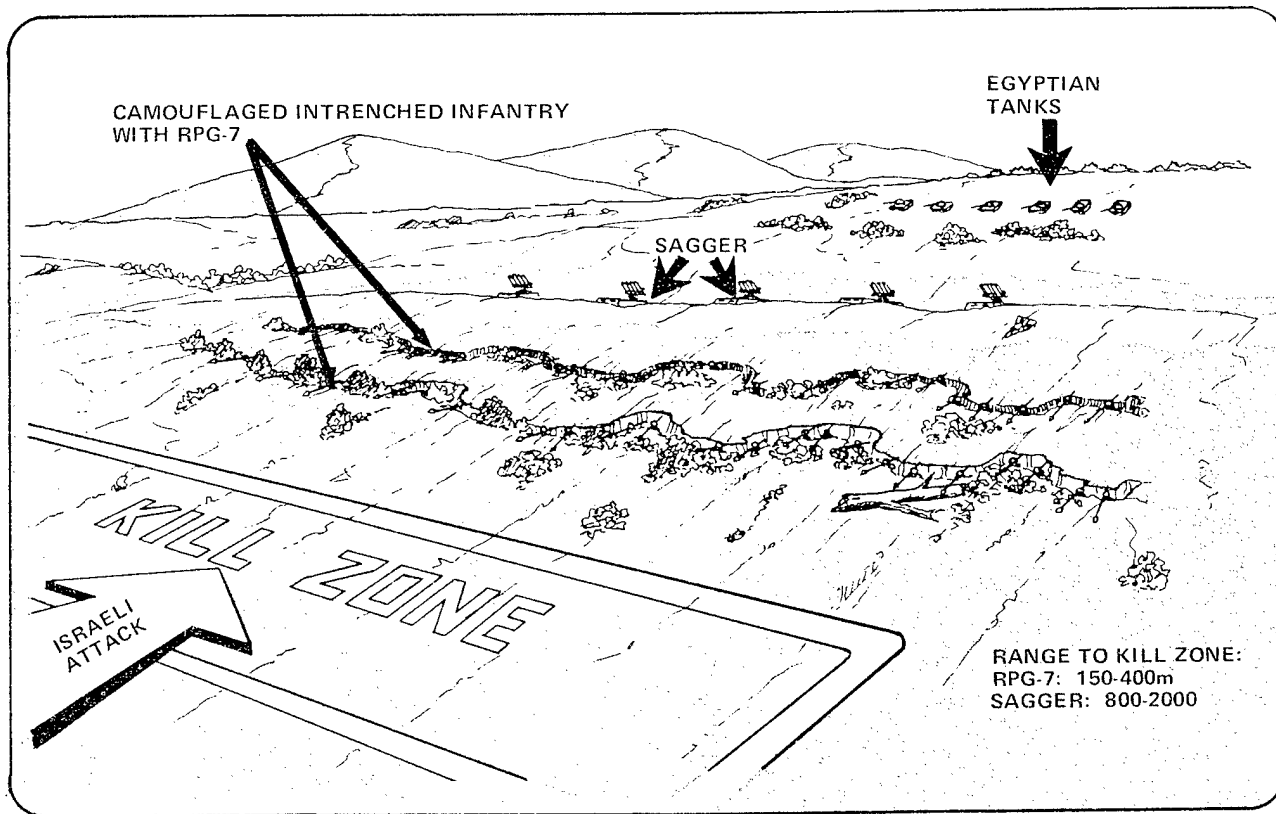 CAMOUFLAGED INTRENCHED INFANTRY
WITH RPG-7
EGYPTIAN
TANKS
SAGGER
KILL ZONE
ISRAELI
ATTACK
RANGE TO KILL ZONE:
RPG-7: 150-400m
SAGGER: 800-2000